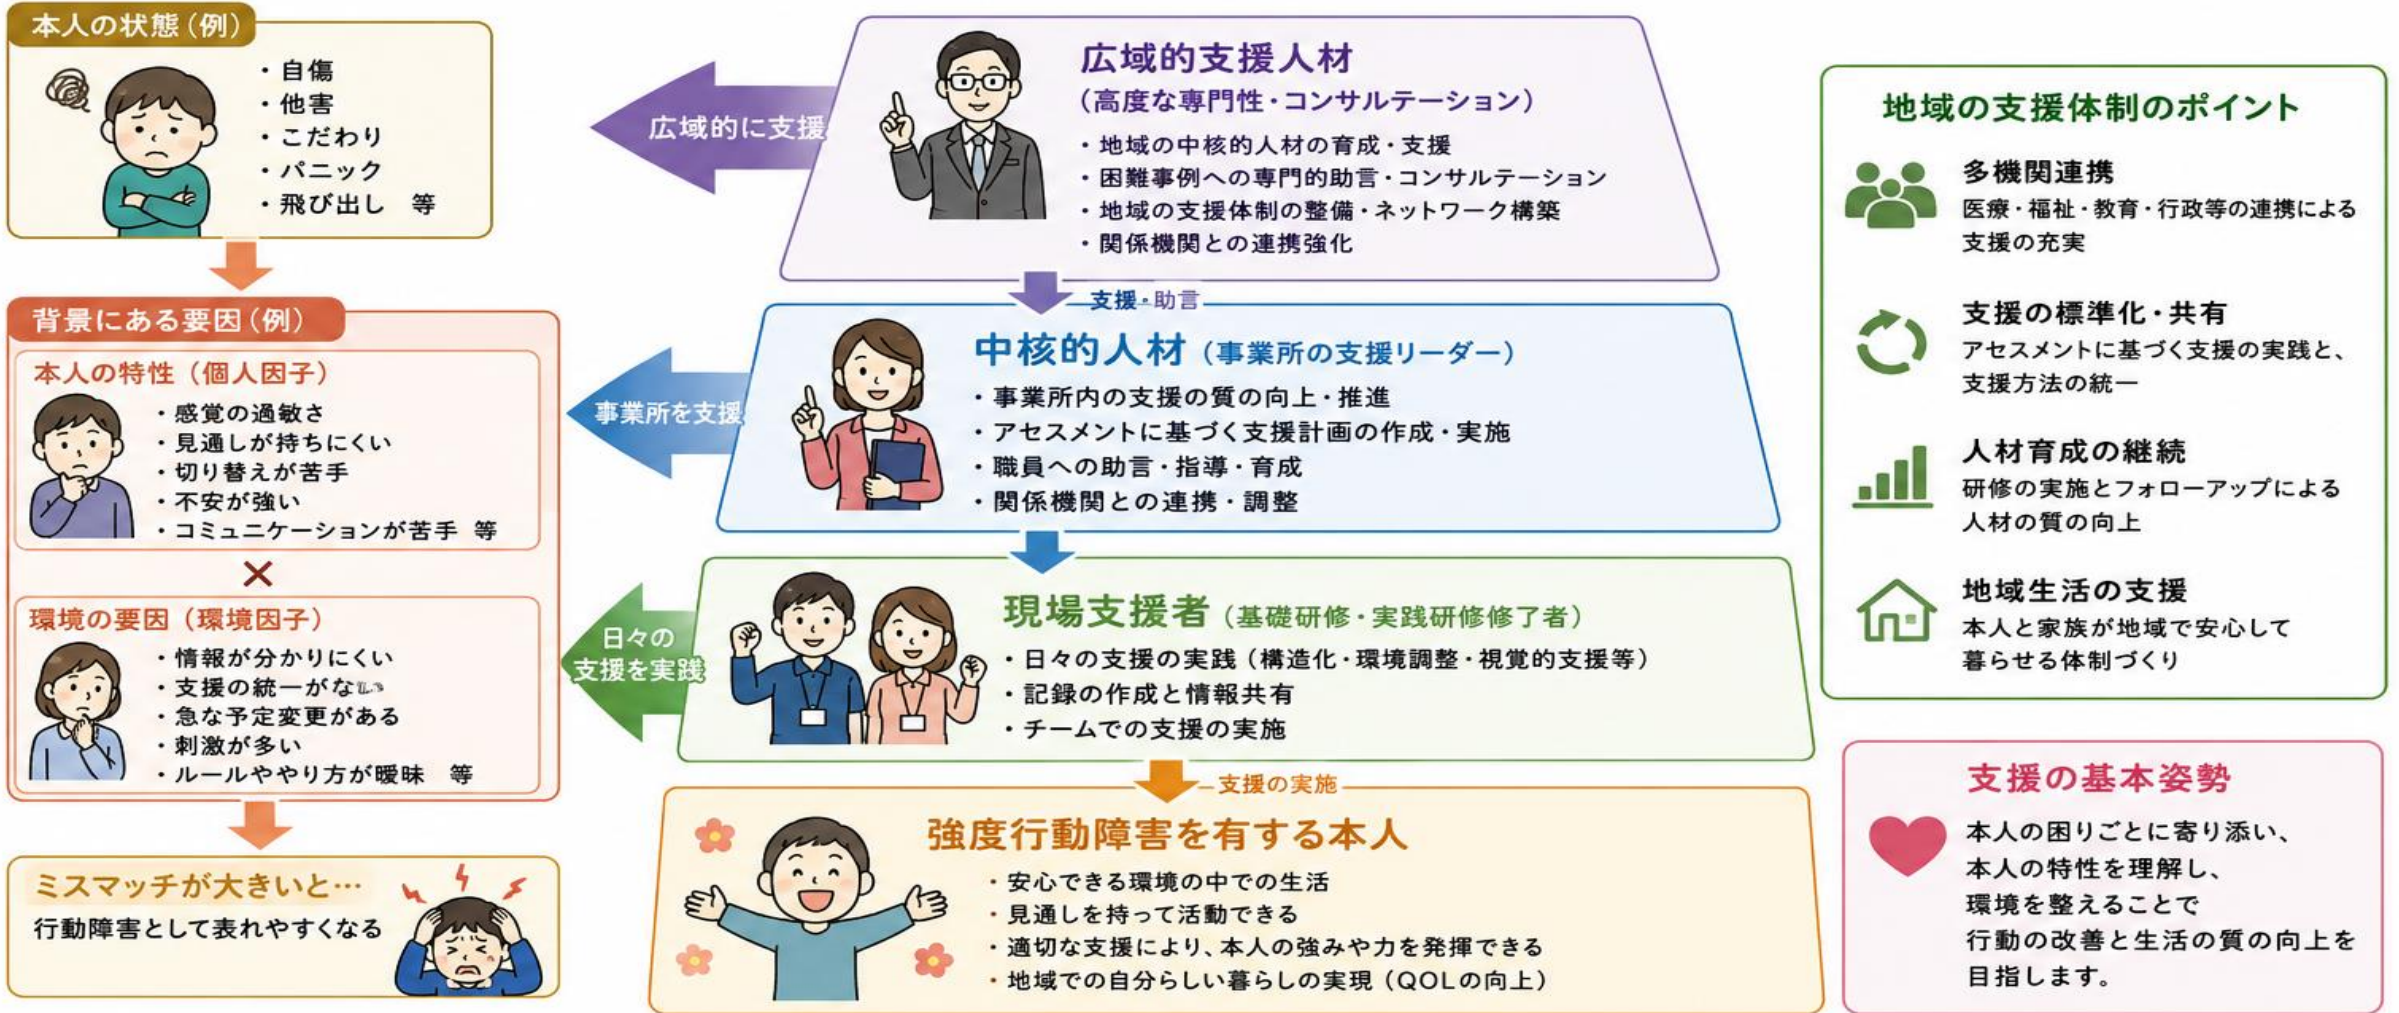 本人の状態（例）
・自傷
・他害
・こだわり
・パニック
・飛び出し 等
背景にある要因（例）
本人の特性（個人因子）
・感覚の過敏さ
・見通しが持ちにくい
・切り替えが苦手
・不安が強い
・コミュニケーションが苦手 等
×
環境の要因（環境因子）
・情報が分かりにくい
・支援の統一がない
・急な予定変更がある
・刺激が多い
・ルールややり方が曖昧 等
ミスマッチが大きいと…
行動障害として表れやすくなる
広域的に支援
広域的支援人材
（高度な専門性・コンサルテーション）
・地域の中核的人材の育成・支援
・困難事例への専門的助言・コンサルテーション
・地域の支援体制の整備・ネットワーク構築
・関係機関との連携強化
支援・助言
事業所を支援
中核的人材（事業所の支援リーダー）
・事業所内の支援の質の向上・推進
・アセスメントに基づく支援計画の作成・実施
・職員への助言・指導・育成
・関係機関との連携・調整
日々の
支援を実践
現場支援者（基礎研修・実践研修修了者）
・日々の支援の実践（構造化・環境調整・視覚的支援等）
・記録の作成と情報共有
・チームでの支援の実施
支援の実施
強度行動障害を有する本人
・安心できる環境の中での生活
・見通しを持って活動できる
・適切な支援により、本人の強みや力を発揮できる
・地域での自分らしい暮らしの実現（QOLの向上）
地域の支援体制のポイント
多機関連携
医療・福祉・教育・行政等の連携による
支援の充実
支援の標準化・共有
アセスメントに基づく支援の実践と、
支援方法の統一
人材育成の継続
研修の実施とフォローアップによる
人材の質の向上
地域生活の支援
本人と家族が地域で安心して
暮らせる体制づくり
支援の基本姿勢
本人の困りごとに寄り添い、
本人の特性を理解し、
環境を整えることで
行動の改善と生活の質の向上を
目指します。